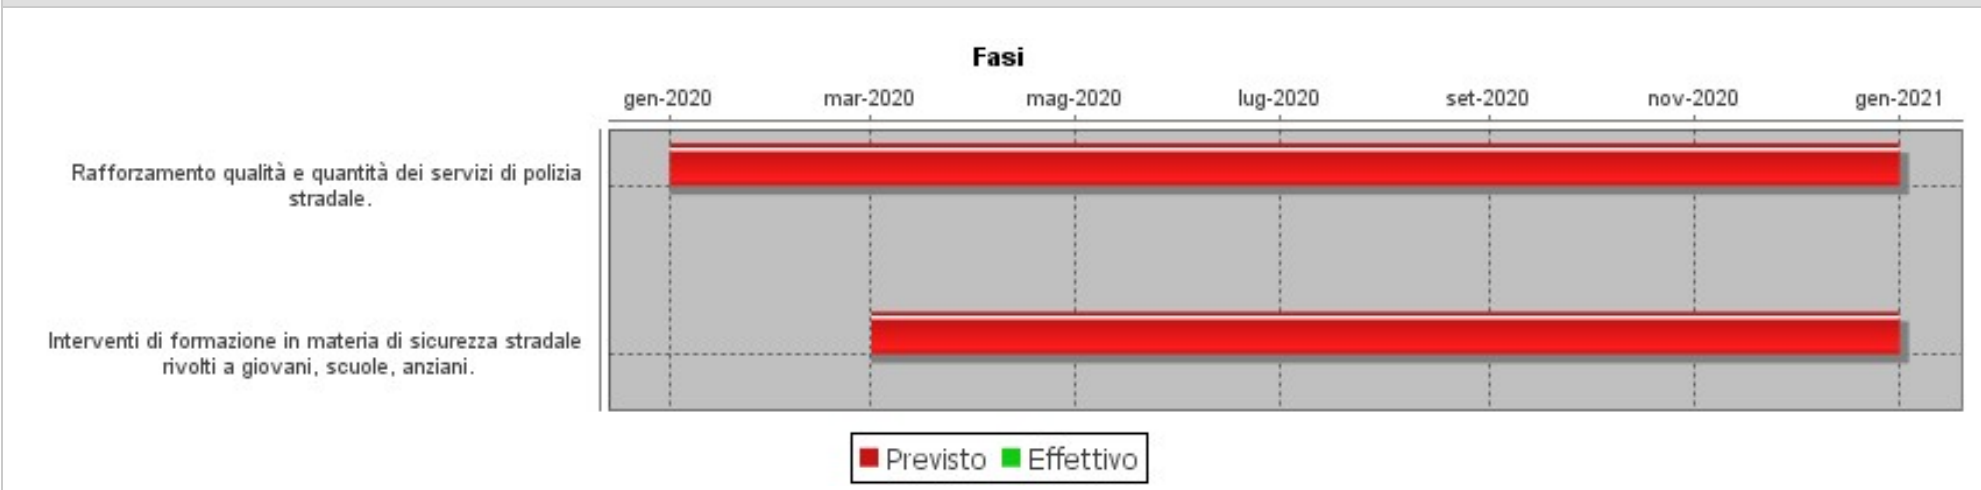 Fasi
gen-2020 mar-2020 mag-2020 lug-2020 set-2020 nov-2020 gen-2021
Rafforzamento qualità e quantità dei servizi di polizia
stradale.
Interventi di formazione in materia di sicurezza stradale
rivolti a giovani, scuole, anziani.
Previsto Effettivo